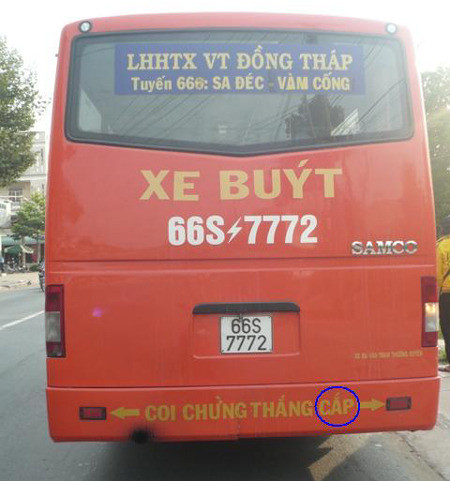 LHHTX VT ĐỒNG THÁP
Tuyến 666: SA ĐÉC - VÀM CỐNG
XE BUÝT
66S⚡7772
SAMCO
66S
7772
COI CHỪNG THẮNG CẤP